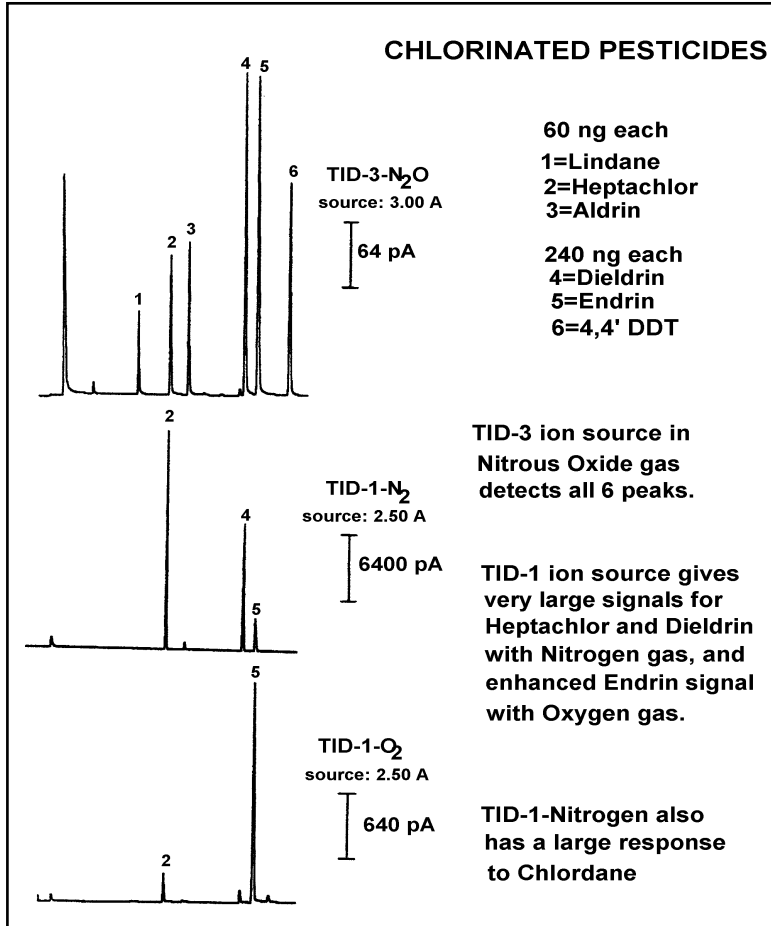 CHLORINATED PESTICIDES
4 5
6
2 3
1
TID-3-N₂O
source: 3.00 A
64 pA
60 ng each
1=Lindane
2=Heptachlor
3=Aldrin
240 ng each
4=Dieldrin
5=Endrin
6=4,4' DDT
2
4
5
TID-1-N₂
source: 2.50 A
6400 pA
TID-3 ion source in
Nitrous Oxide gas
detects all 6 peaks.
TID-1 ion source gives
very large signals for
Heptachlor and Dieldrin
with Nitrogen gas, and
enhanced Endrin signal
with Oxygen gas.
5
2
TID-1-O₂
source: 2.50 A
640 pA
TID-1-Nitrogen also
has a large response
to Chlordane